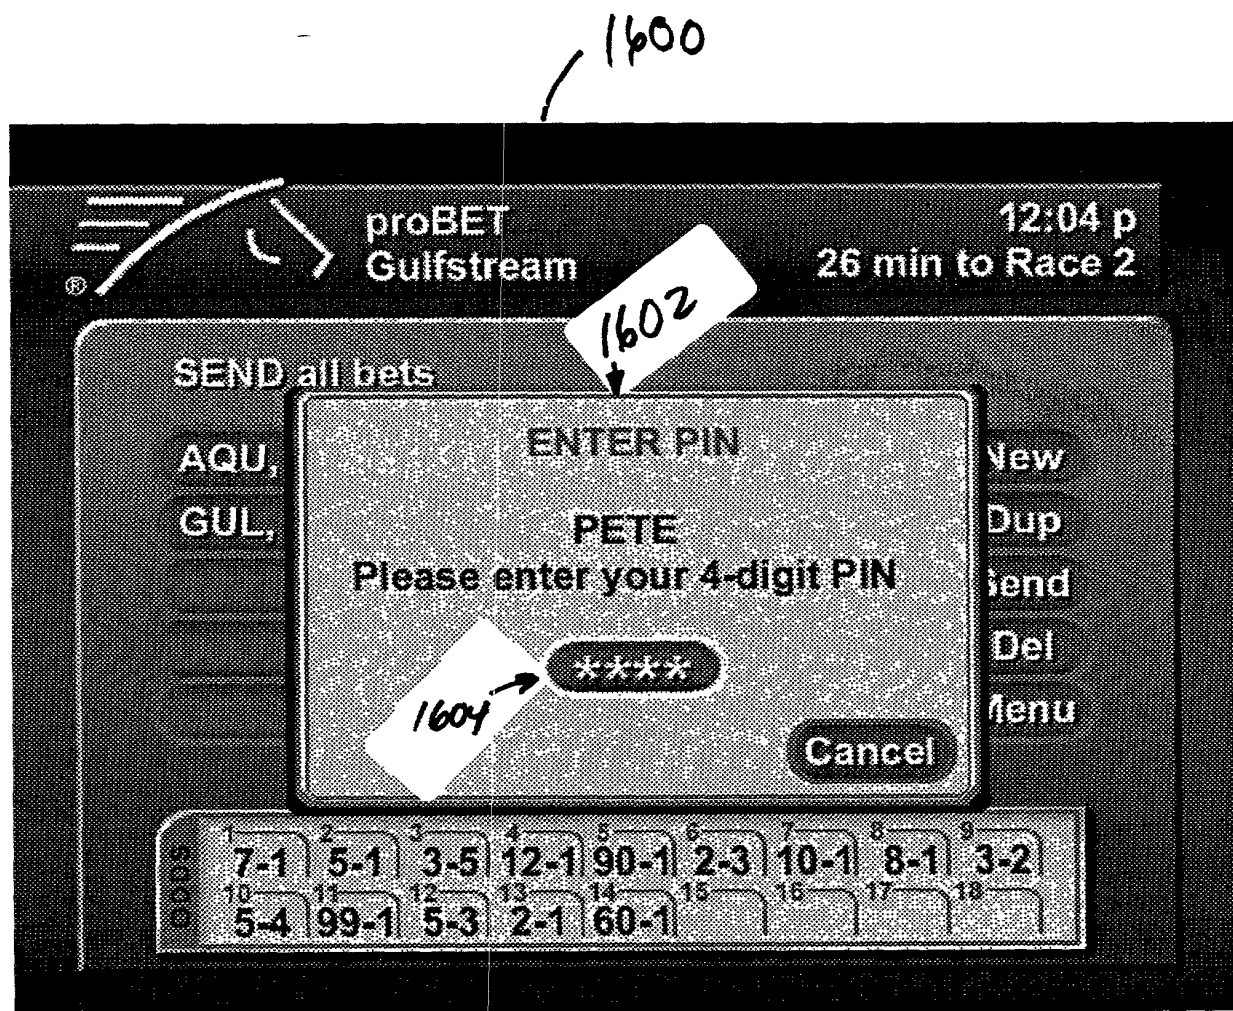 1600
proBET
12:04 p
Gulfstream
26 min to Race 2
®
1602
SEND all bets
ENTER PIN
AQU,
New
PETE
GUL,
Dup
Please enter your 4-digit PIN
Send
****
Del
1604
Menu
Cancel
ODDS
1 2 3 4 5 6 7 8 9
7-1 5-1 3-5 12-1 90-1 2-3 10-1 8-1 3-2
10 11 12 13 14 15 16 17 18
5-4 99-1 5-3 2-1 60-1